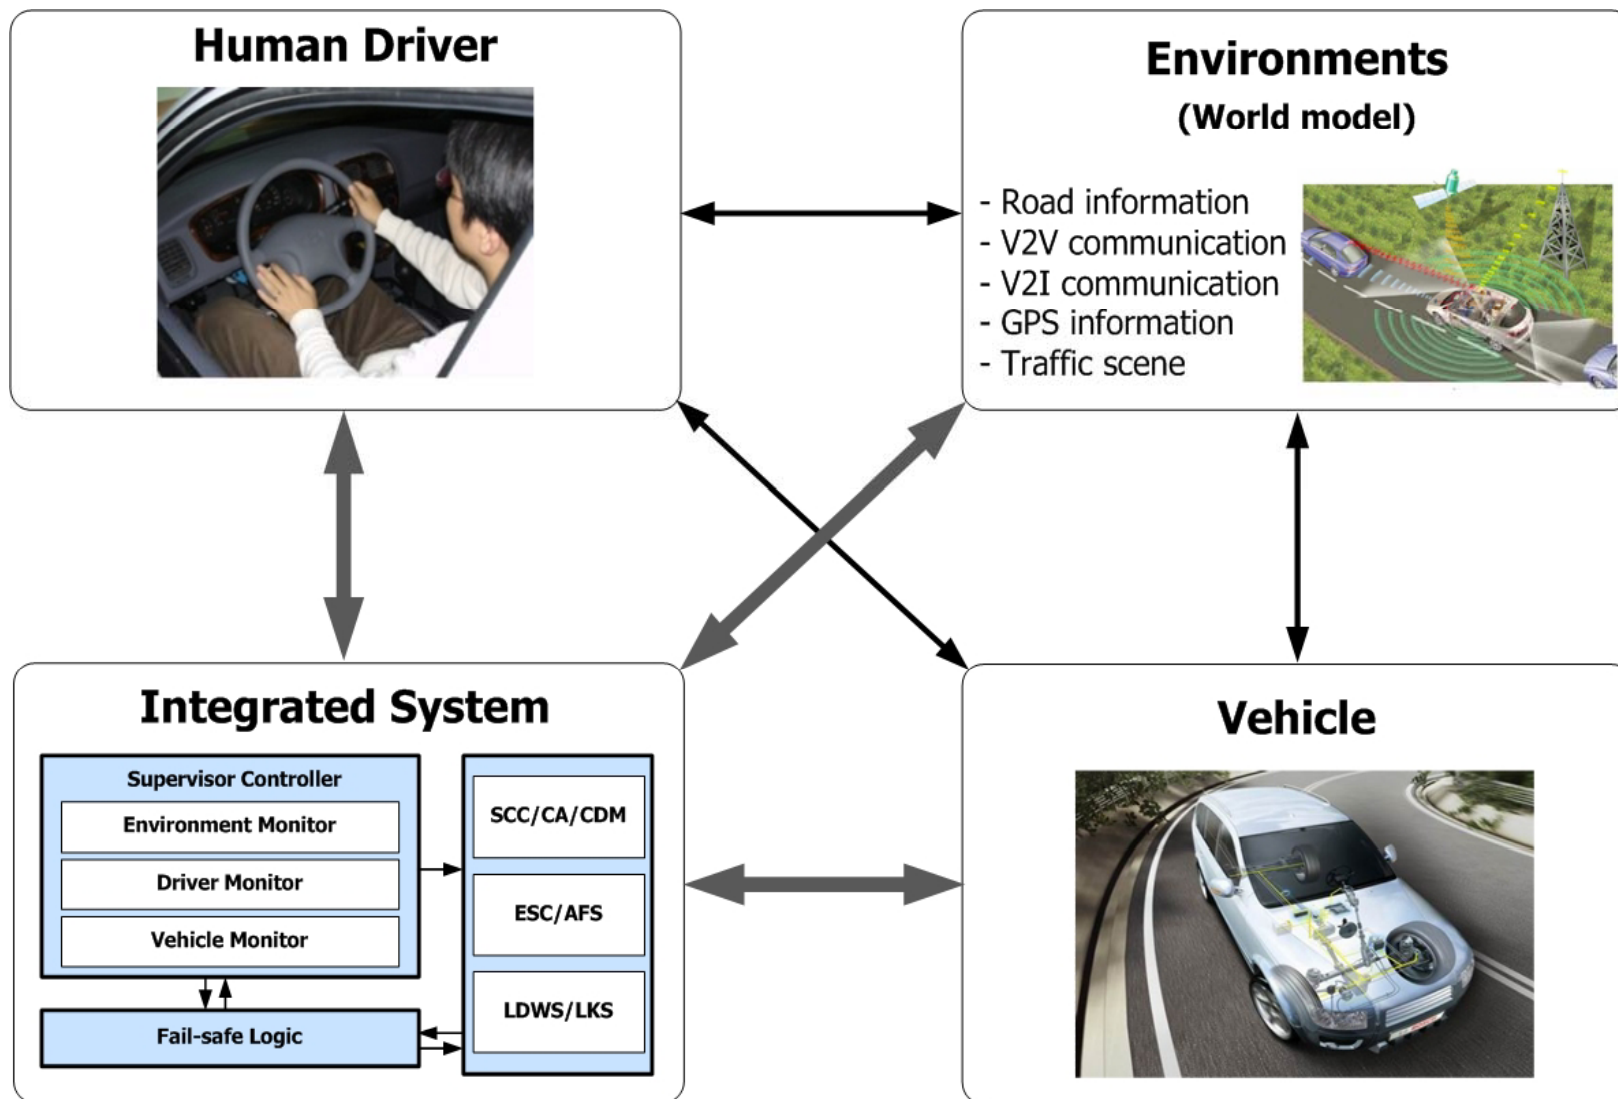 Human Driver
Environments
(World model)
- Road information
- V2V communication
- V2I communication
- GPS information
- Traffic scene
Integrated System
Supervisor Controller
Environment Monitor
Driver Monitor
Vehicle Monitor
Fail-safe Logic
SCC/CA/CDM
ESC/AFS
LDWS/LKS
Vehicle